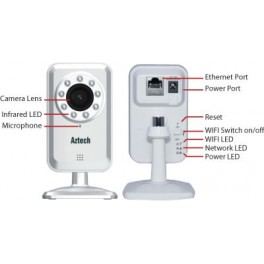 Ethernet Port
Power Port
Camera Lens
Infrared LED
Microphone
Aztech
Reset
WIFI Switch on/off
WIFI LED
Network LED
Power LED